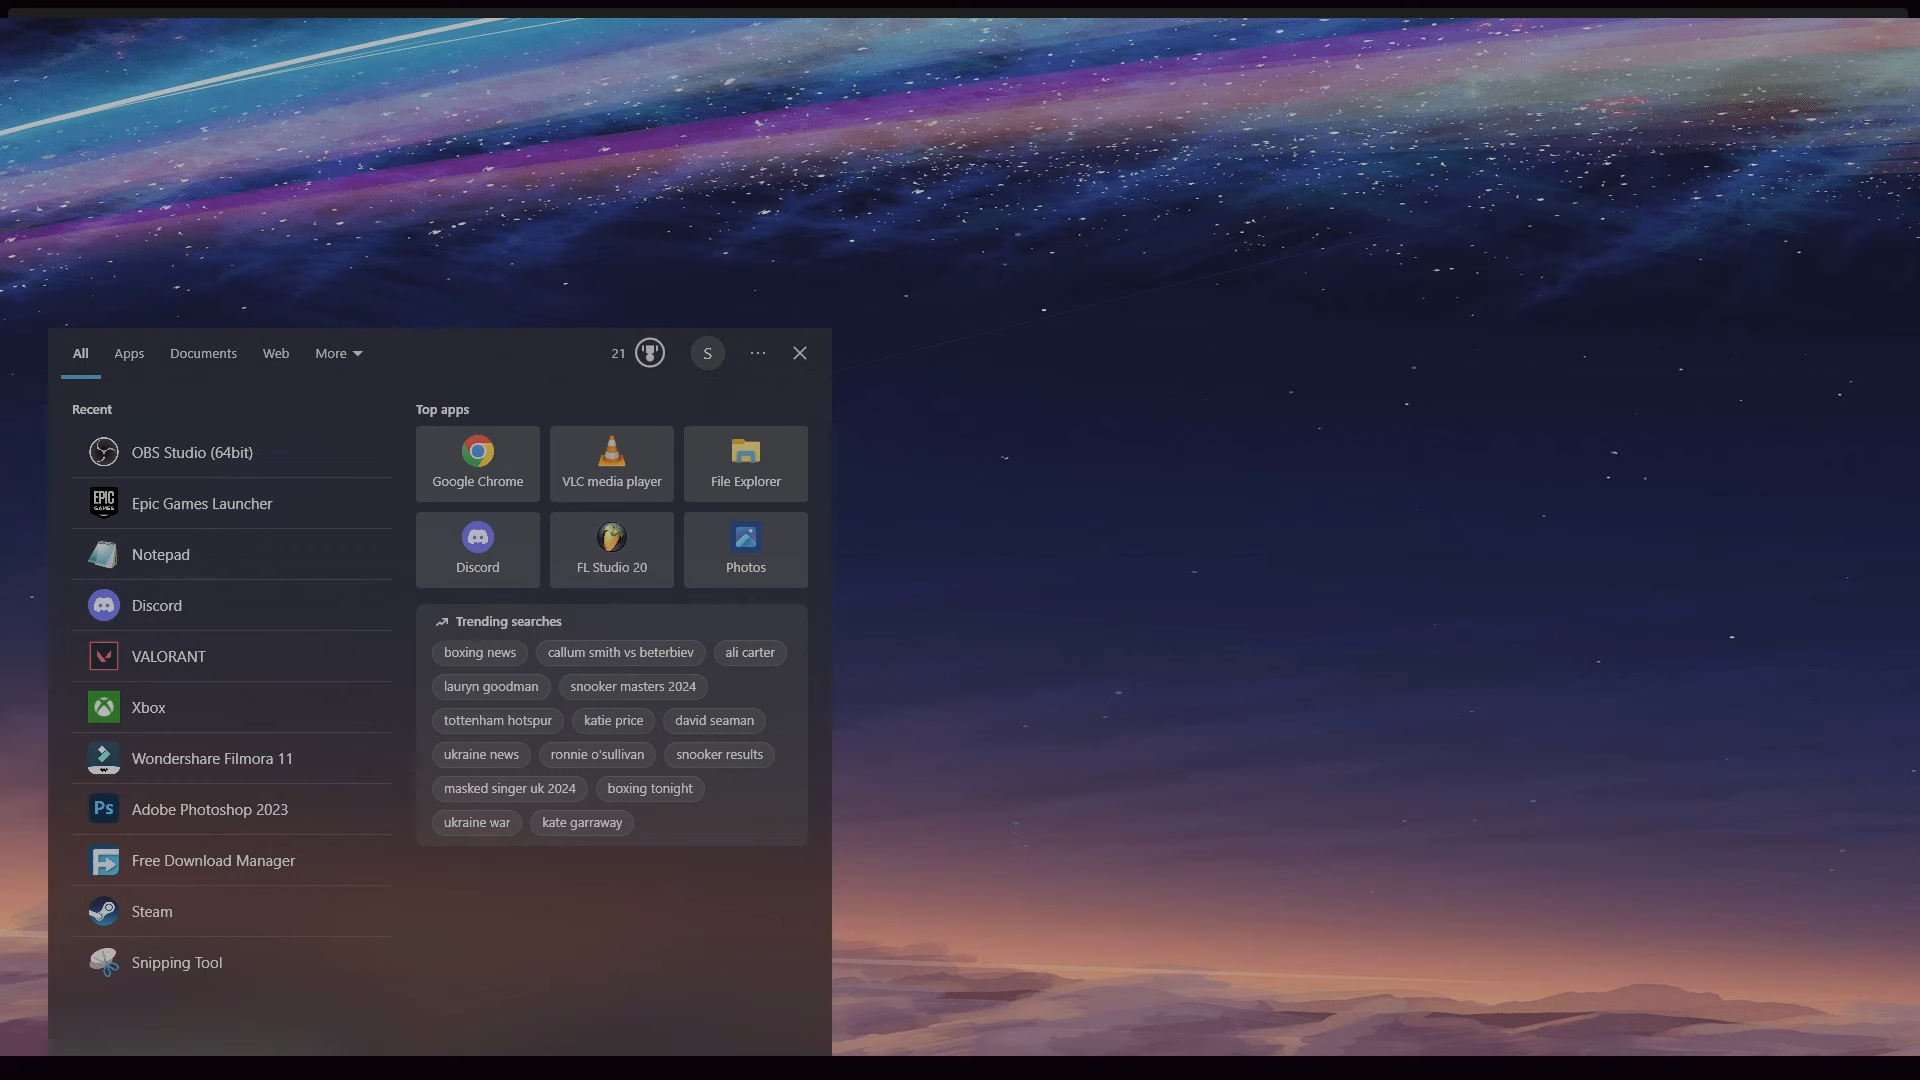 All Apps Documents Web More 21 S
Recent
OBS Studio (64bit)
EPIC GAMES Epic Games Launcher
Notepad
Discord
VALORANT
Xbox
Wondershare Filmora 11
Ps Adobe Photoshop 2023
Free Download Manager
Steam
Snipping Tool
Top apps
Google Chrome VLC media player File Explorer
Discord FL Studio 20 Photos
Trending searches
boxing news callum smith vs beterbiev ali carter
lauryn goodman snooker masters 2024
tottenham hotspur katie price david seaman
ukraine news ronnie o'sullivan snooker results
masked singer uk 2024 boxing tonight
ukraine war kate garraway